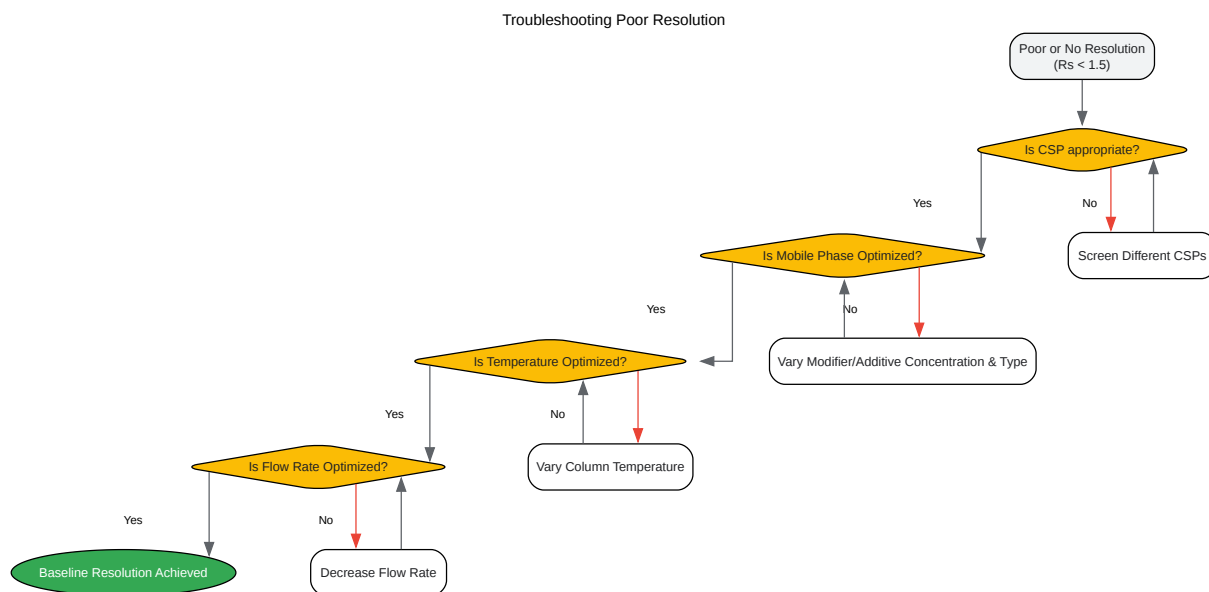 Troubleshooting Poor Resolution
Poor or No Resolution
(Rs < 1.5)
Is CSP appropriate?
Yes
No
Is Mobile Phase Optimized?
Screen Different CSPs
Yes
No
Is Temperature Optimized?
Vary Modifier/Additive Concentration & Type
Yes
No
Is Flow Rate Optimized?
Vary Column Temperature
Yes
No
Baseline Resolution Achieved
Decrease Flow Rate